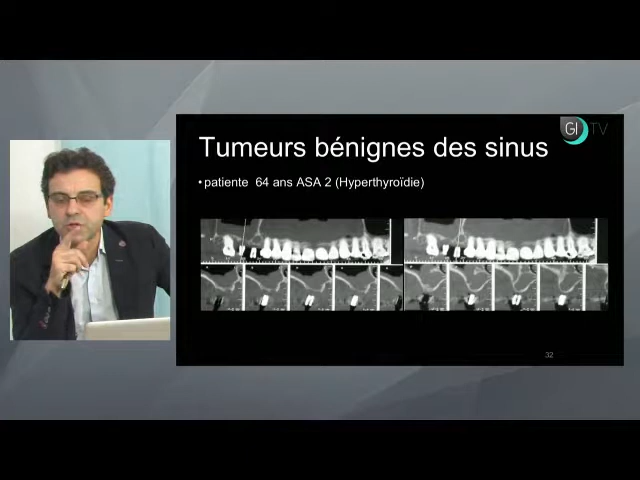 GI TV
Tumeurs bénignes des sinus
• patiente 64 ans ASA 2 (Hyperthyroïdie)
32